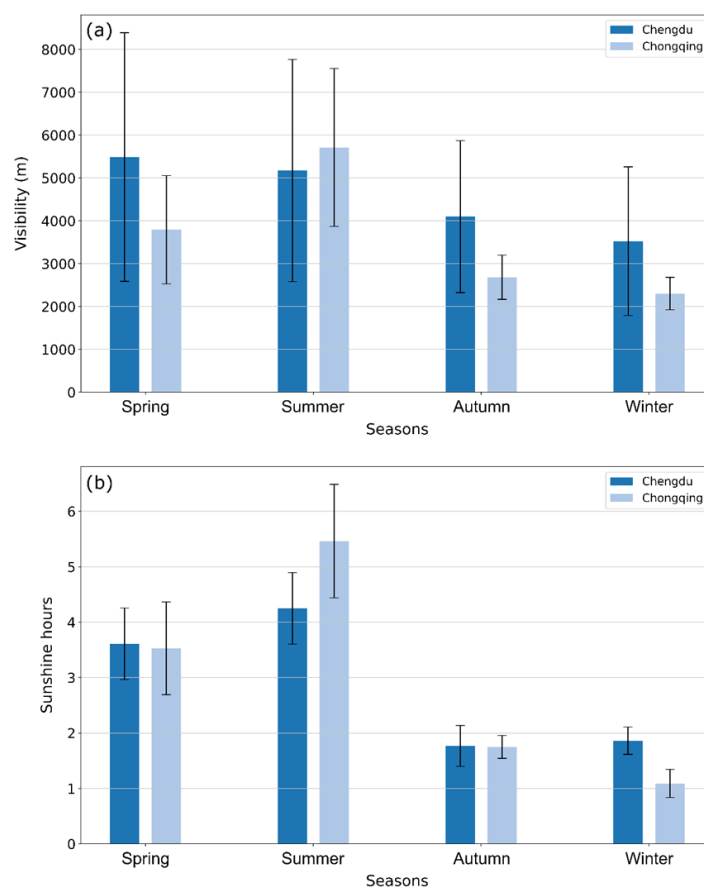 (a)
Chengdu
Chongqing
Visibility (m)
8000
7000
6000
5000
4000
3000
2000
1000
0
Spring Summer Autumn Winter
Seasons
(b)
Chengdu
Chongqing
Sunshine hours
6
5
4
3
2
1
0
Spring Summer Autumn Winter
Seasons